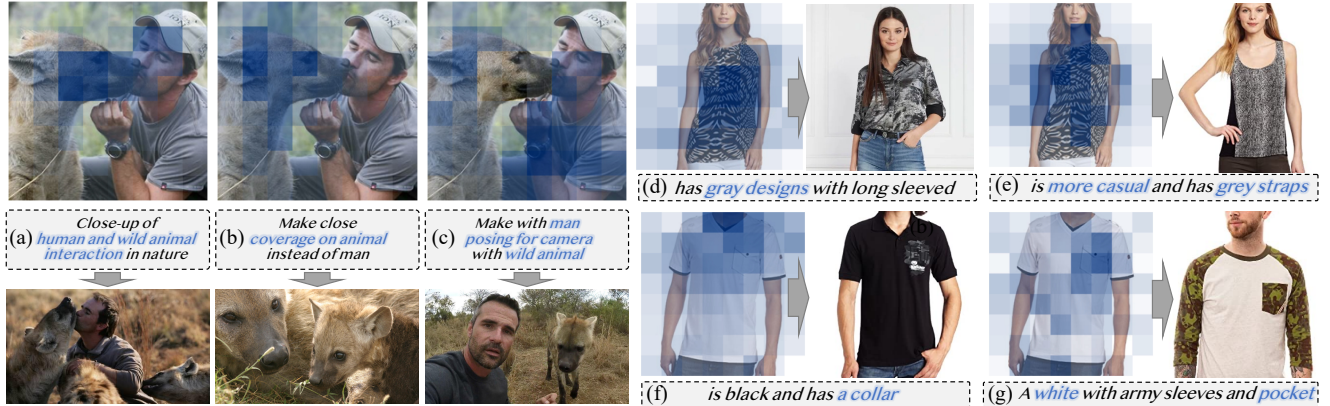 (a) Close-up of
human and wild animal
interaction in nature
(b) Make close
coverage on animal
instead of man
(c) Make with man
posing for camera
with wild animal
(d) has gray designs with long sleeved
(e) is more casual and has grey straps
(b)
(f) is black and has a collar
(g) A white with army sleeves and pocket